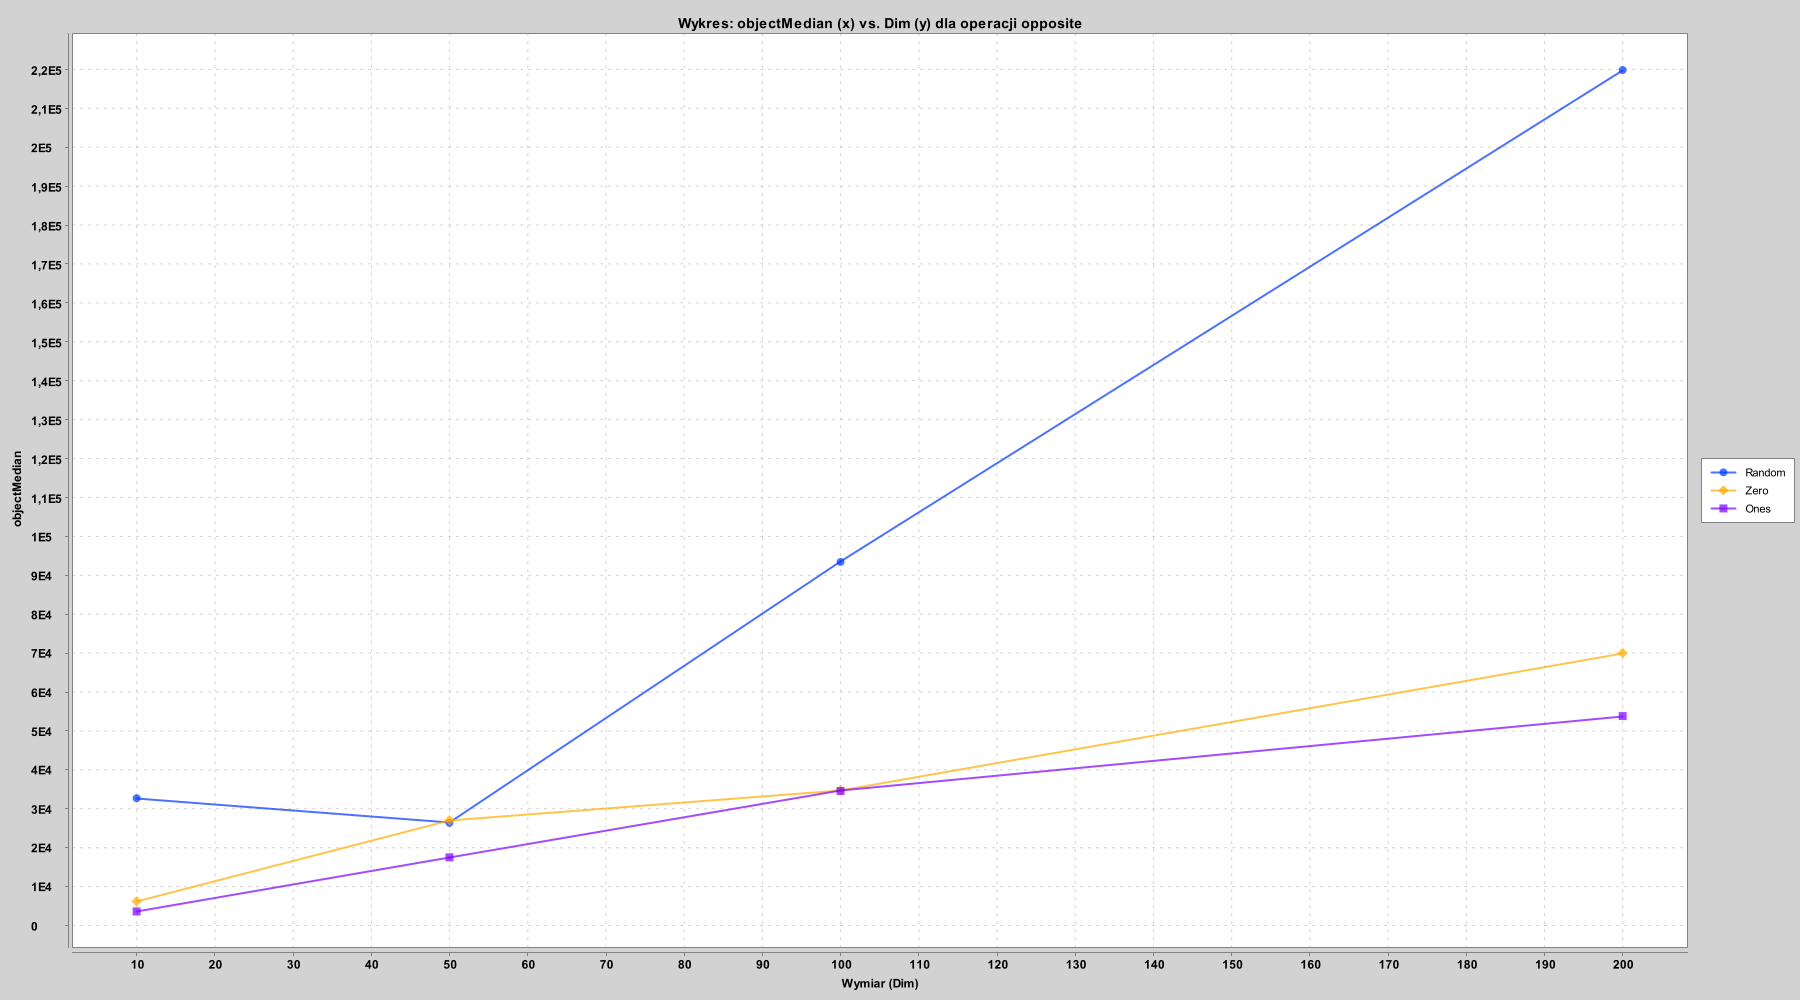 Wykres: objectMedian (x) vs. Dim (y) dla operacji opposite
2,2E5
2,1E5
2E5
1,9E5
1,8E5
1,7E5
1,6E5
1,5E5
1,4E5
1,3E5
1,2E5
1,1E5
1E5
9E4
8E4
7E4
6E4
5E4
4E4
3E4
2E4
1E4
0
objectMedian
10 20 30 40 50 60 70 80 90 100 110 120 130 140 150 160 170 180 190 200
Wymiar (Dim)
Random
Zero
Ones